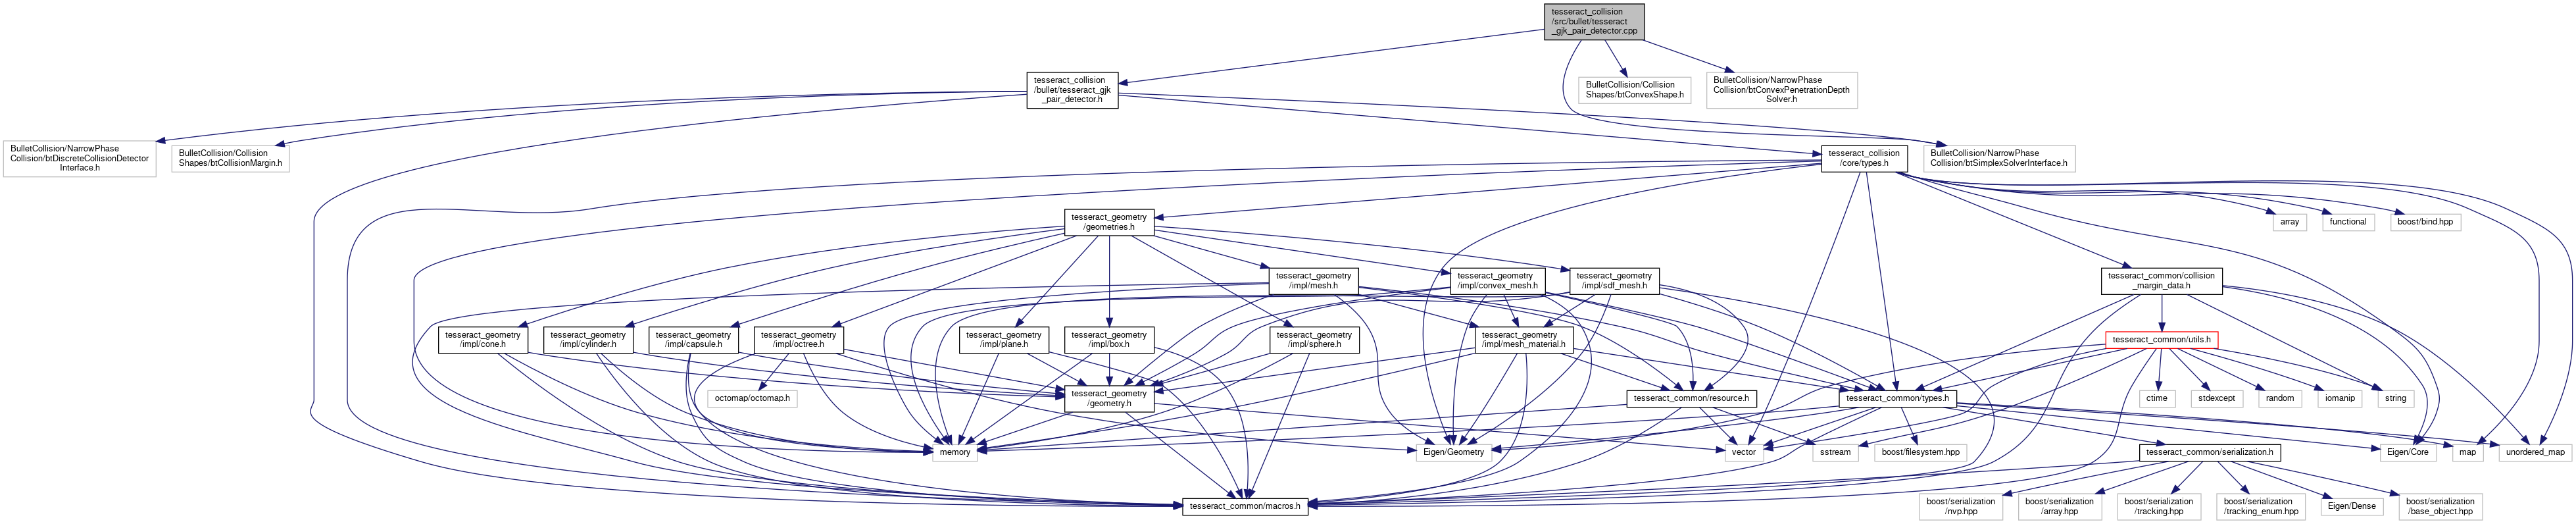 tesseract_collision
/src/bullet/tesseract
_gjk_pair_detector.cpp
tesseract_collision
/bullet/tesseract_gjk
_pair_detector.h
BulletCollision/Collision
Shapes/btConvexShape.h
BulletCollision/NarrowPhase
Collision/btConvexPenetrationDepth
Solver.h
BulletCollision/NarrowPhase
Collision/btDiscreteCollisionDetector
Interface.h
BulletCollision/Collision
Shapes/btCollisionMargin.h
tesseract_collision
/core/types.h
BulletCollision/NarrowPhase
Collision/btSimplexSolverInterface.h
tesseract_geometry
/geometries.h
array
functional
boost/bind.hpp
tesseract_geometry
/impl/mesh.h
tesseract_geometry
/impl/convex_mesh.h
tesseract_geometry
/impl/sdf_mesh.h
tesseract_common/collision
_margin_data.h
tesseract_geometry
/impl/cone.h
tesseract_geometry
/impl/cylinder.h
tesseract_geometry
/impl/capsule.h
tesseract_geometry
/impl/octree.h
tesseract_geometry
/impl/plane.h
tesseract_geometry
/impl/box.h
tesseract_geometry
/impl/sphere.h
tesseract_geometry
/impl/mesh_material.h
tesseract_common/utils.h
octomap/octomap.h
tesseract_geometry
/geometry.h
tesseract_common/resource.h
tesseract_common/types.h
ctime
stdexcept
random
iomanip
string
memory
Eigen/Geometry
vector
sstream
boost/filesystem.hpp
tesseract_common/serialization.h
Eigen/Core
map
unordered_map
tesseract_common/macros.h
boost/serialization
/nvp.hpp
boost/serialization
/array.hpp
boost/serialization
/tracking.hpp
boost/serialization
/tracking_enum.hpp
Eigen/Dense
boost/serialization
/base_object.hpp